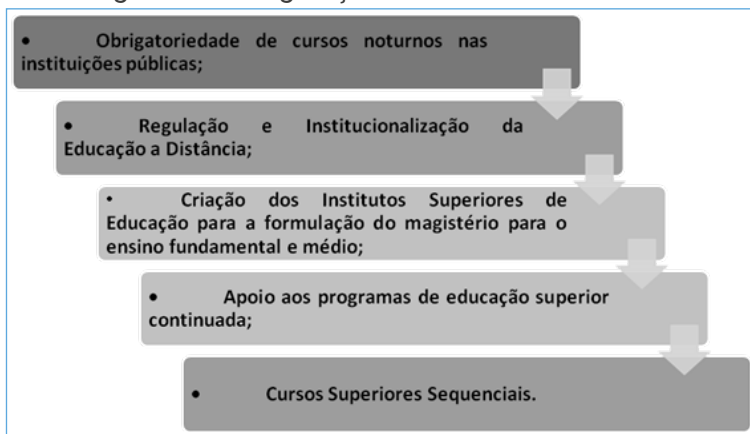 • Obrigatoriedade de cursos noturnos nas
instituições públicas;
• Regulação e Institucionalização da
Educação a Distância;
• Criação dos Institutos Superiores de
Educação para a formulação do magistério para o
ensino fundamental e médio;
• Apoio aos programas de educação superior
continuada;
• Cursos Superiores Sequenciais.